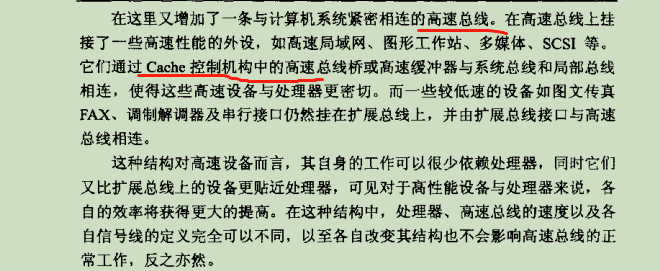 在这里又增加了一条与计算机系统紧密相连的高速总线。在高速总线上挂
接了一些高速性能的外设，如高速局域网、图形工作站、多媒体、SCSI 等。
它们通过 Cache 控制机构中的高速总线桥或高速缓冲器与系统总线和局部总线
相连，使得这些高速设备与处理器更密切。而一些较低速的设备如图文传真
FAX、调制解调器及串行接口仍然挂在扩展总线上，并由扩展总线接口与高速
总线相连。
这种结构对高速设备而言，其自身的工作可以很少依赖处理器，同时它们
又比扩展总线上的设备更贴近处理器，可见对于高性能设备与处理器来说，各
自的效率将获得更大的提高。在这种结构中，处理器、高速总线的速度以及各
自信号线的定义完全可以不同，以至各自改变其结构也不会影响高速总线的正
常工作，反之亦然。